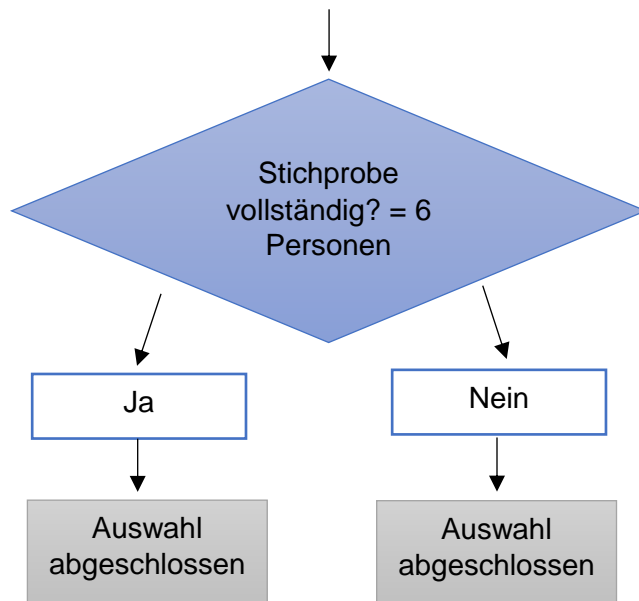 Stichprobe
vollständig? = 6
Personen
Ja
Nein
Auswahl
abgeschlossen
Auswahl
abgeschlossen